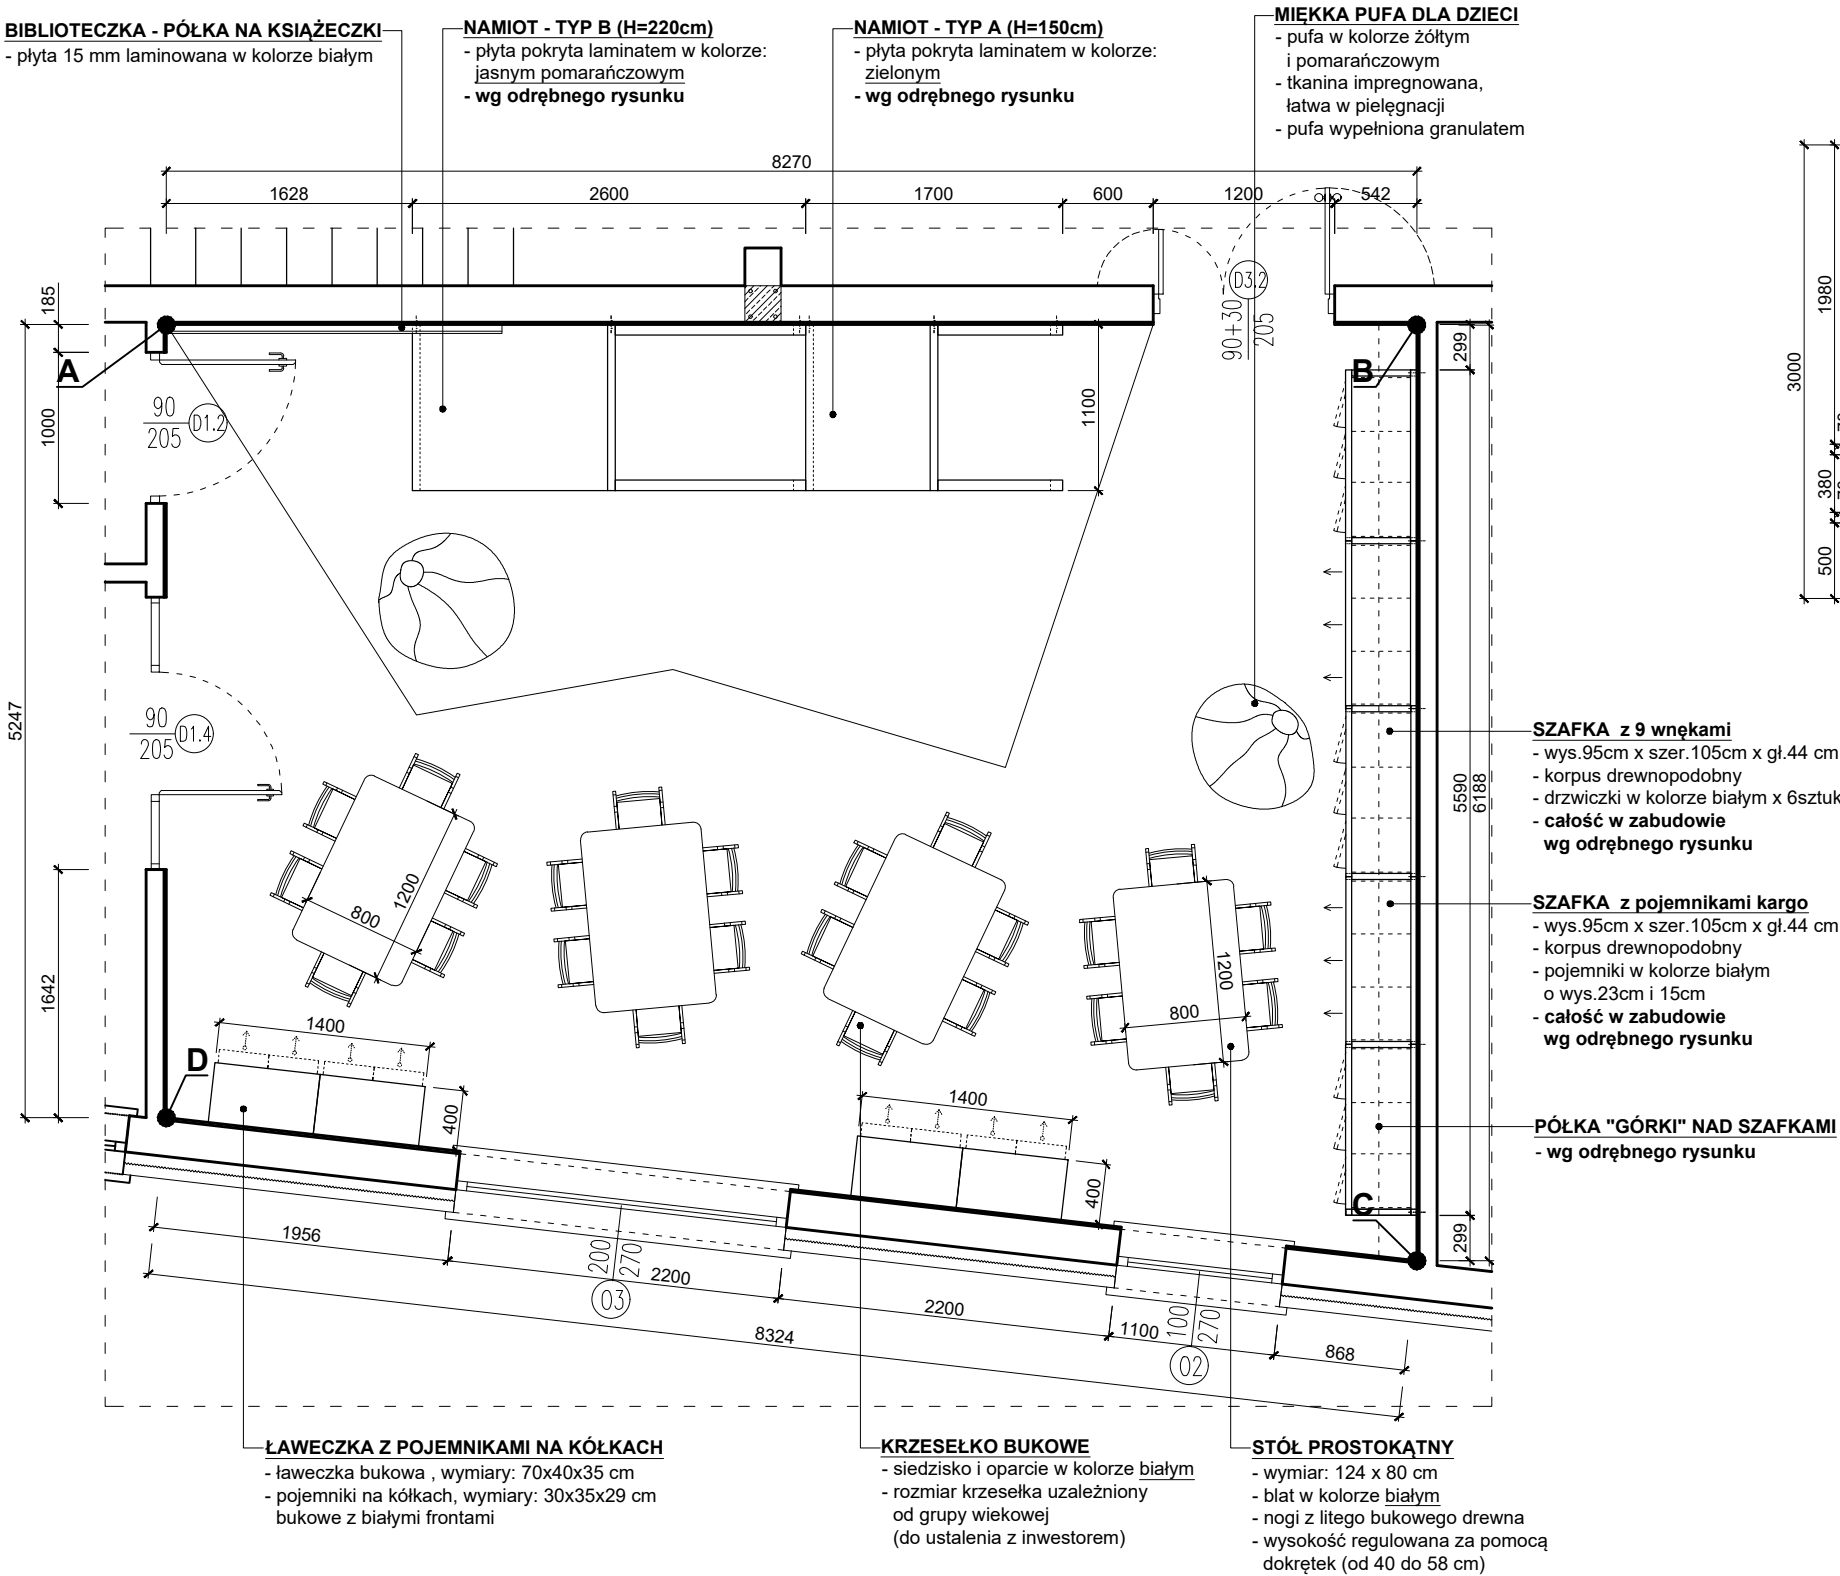 BIBLIOTECZKA - PÓŁKA NA KSIĄŻECZKI
- płyta 15 mm laminowana w kolorze białym
NAMIOT - TYP B (H=220cm)
- płyta pokryta laminatem w kolorze:
jasnym pomarańczowym
- wg odrębnego rysunku
NAMIOT - TYP A (H=150cm)
- płyta pokryta laminatem w kolorze:
zielonym
- wg odrębnego rysunku
MIĘKKA PUFA DLA DZIECI
- pufa w kolorze żółtym
i pomarańczowym
- tkanina impregnowana,
łatwa w pielęgnacji
- pufa wypełniona granulatem
8270
1628
2600
1700
600
1200
542
185
1000
5247
1642
A
90
205
D1.2
90
205
D1.4
1100
D3.2
90+30
205
B
299
5590
6188
299
C
3000
1980
380
500
SZAFKA z 9 wnękami
- wys.95cm x szer.105cm x gł.44 cm
- korpus drewnopodobny
- drzwiczki w kolorze białym x 6sztuk
- całość w zabudowie
wg odrębnego rysunku
SZAFKA z pojemnikami kargo
- wys.95cm x szer.105cm x gł.44 cm
- korpus drewnopodobny
- pojemniki w kolorze białym
o wys.23cm i 15cm
- całość w zabudowie
wg odrębnego rysunku
PÓŁKA "GÓRKI" NAD SZAFKAMI
- wg odrębnego rysunku
800
1200
800
1200
1400
400
1400
400
D
1956
2200
2200
1100
868
8324
200
270
03
100
270
02
ŁAWECZKA Z POJEMNIKAMI NA KÓŁKACH
- ławeczka bukowa , wymiary: 70x40x35 cm
- pojemniki na kółkach, wymiary: 30x35x29 cm
bukowe z białymi frontami
KRZESEŁKO BUKOWE
- siedzisko i oparcie w kolorze białym
- rozmiar krzesełka uzależniony
od grupy wiekowej
(do ustalenia z inwestorem)
STÓŁ PROSTOKĄTNY
- wymiar: 124 x 80 cm
- blat w kolorze białym
- nogi z litego bukowego drewna
- wysokość regulowana za pomocą
dokrętek (od 40 do 58 cm)